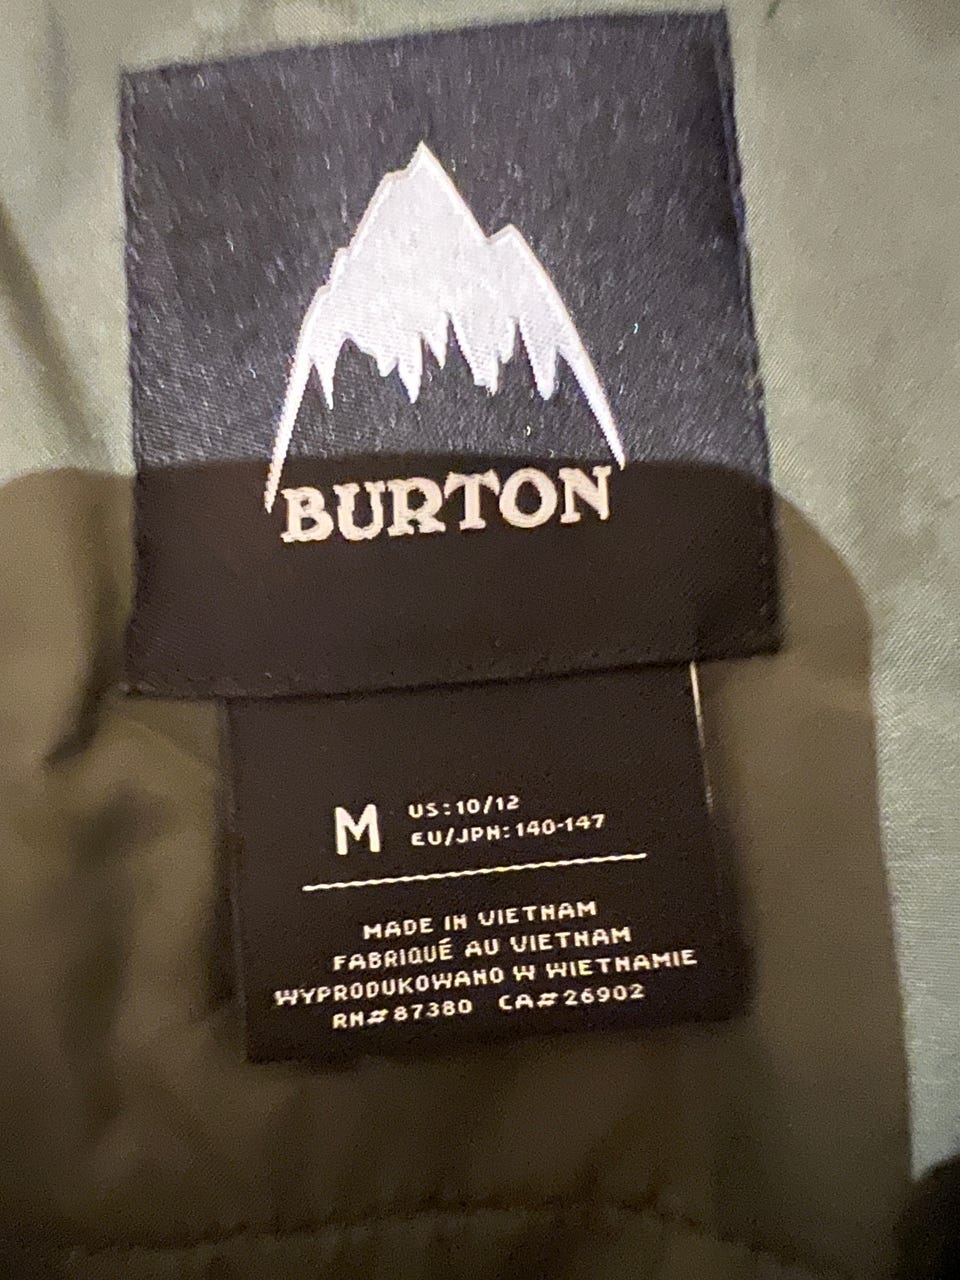 BURTON
M US:10/12
EU/JPN:140-147
MADE IN VIETNAM
FABRIQUÉ AU VIETNAM
WYPRODUKOWANO W WIETNAMIE
RN#87380 CA#26902